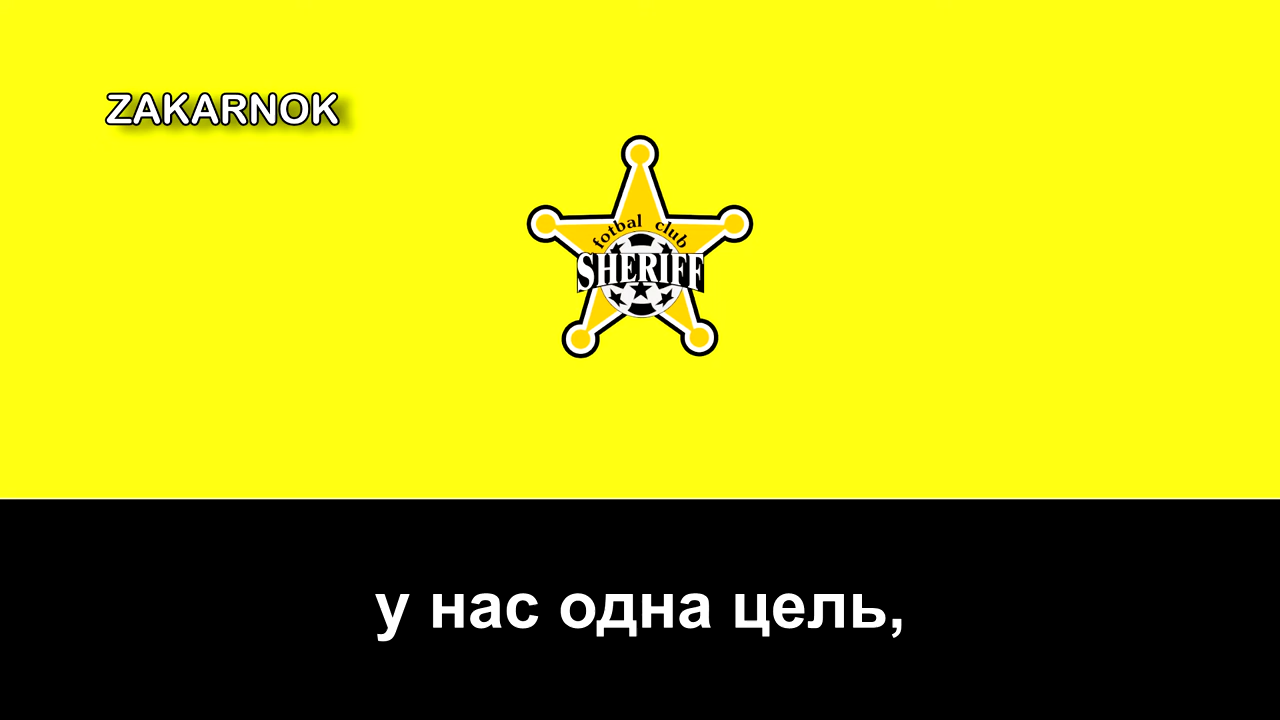 ZAKARNOK
fotbal club
SHERIFF
у нас одна цель,